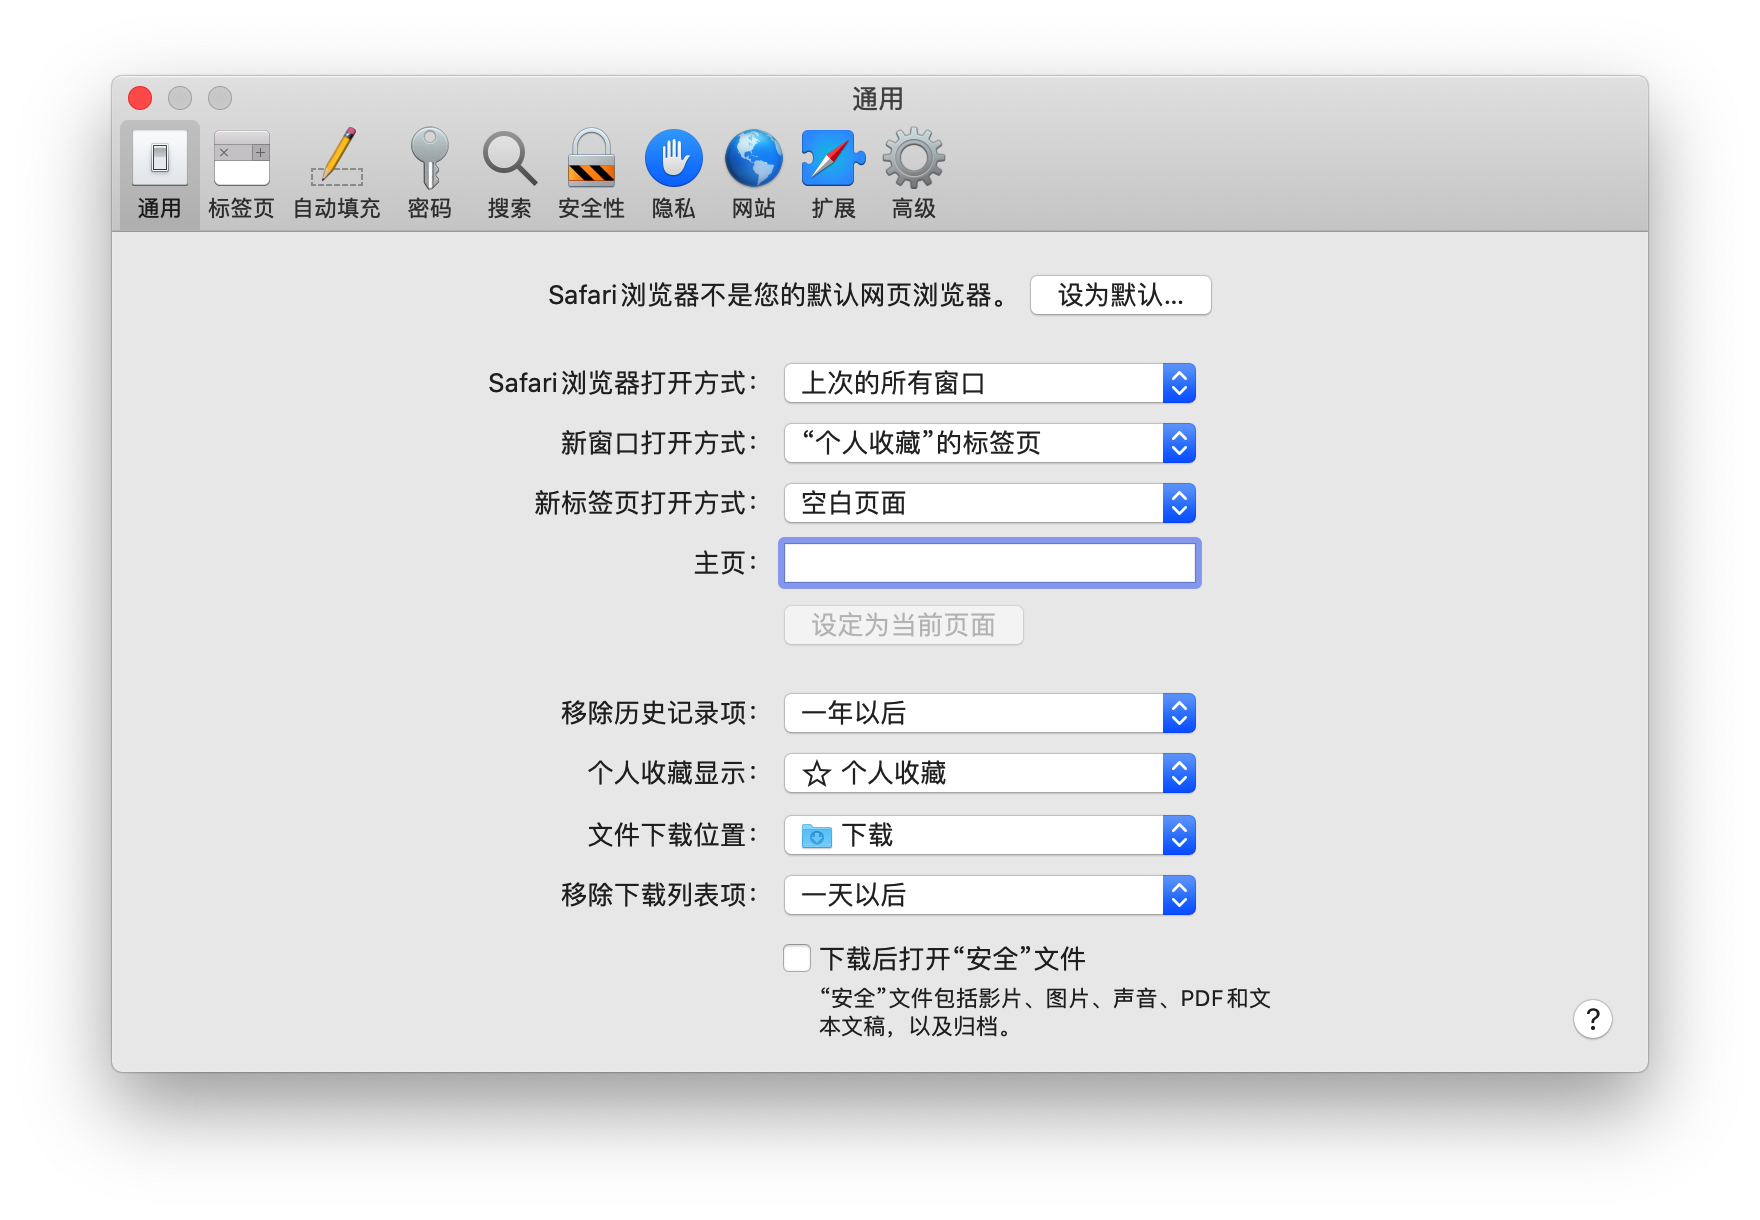 通用
通用 标签页 自动填充 密码 搜索 安全性 隐私 网站 扩展 高级
Safari浏览器不是您的默认网页浏览器。 设为默认...
Safari浏览器打开方式： 上次的所有窗口
新窗口打开方式： “个人收藏”的标签页
新标签页打开方式： 空白页面
主页：
设定为当前页面
移除历史记录项： 一年以后
个人收藏显示： 个人收藏
文件下载位置： 下载
移除下载列表项： 一天以后
下载后打开“安全”文件
“安全”文件包括影片、图片、声音、PDF和文
本文稿，以及归档。
?